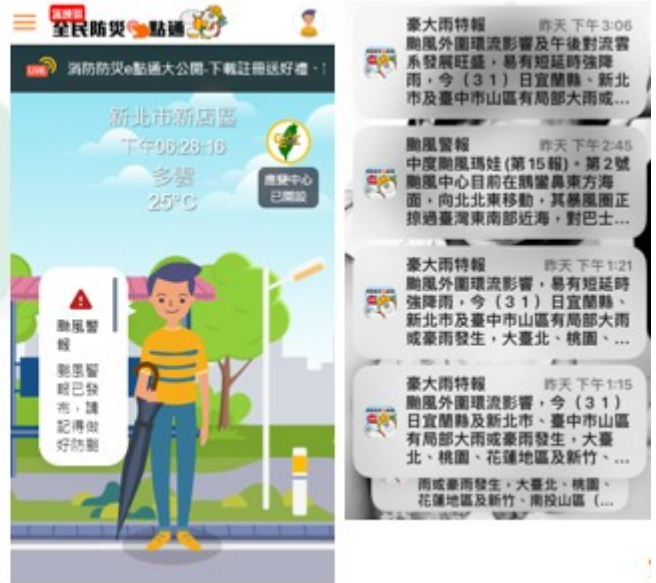 消防署
全民防災e點通
LIVE 消防防災e點通大公開-下載註冊送好禮、
新北市新店區
下午06:28:16
多雲
25°C
應變中心
已開設
颱風警
報
颱風警
報已發
布，請
記得做
好防颱
豪大雨特報 昨天 下午3:06
颱風外圍環流影響及午後對流雲
系發展旺盛，易有短延時強降
雨，今（３１）日宜蘭縣、新北
市及臺中市山區有局部大雨或...
颱風警報 昨天 下午2:45
中度颱風瑪娃(第15報)。第2號
颱風中心目前在鵝鑾鼻東方海
面，向北北東移動，其暴風圈正
掠過臺灣東南部近海，對巴士...
豪大雨特報 昨天 下午1:21
颱風外圍環流影響，易有短延時
強降雨，今（３１）日宜蘭縣、
新北市及臺中市山區有局部大雨
或豪雨發生，大臺北、桃園、...
豪大雨特報 昨天 下午1:15
颱風外圍環流影響，今（３１）
日宜蘭縣及新北市、臺中市山區
有局部大雨或豪雨發生，大臺
北、桃園、花蓮地區及新竹、...
雨或豪雨發生，大臺北、桃園、
花蓮地區及新竹、南投山區（...